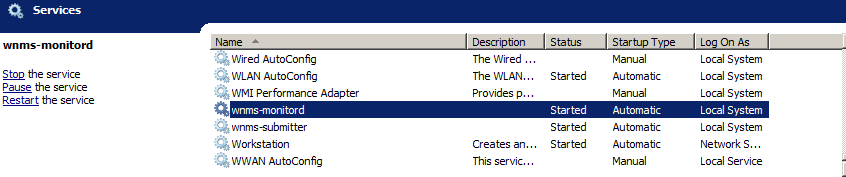 Services
wnms-monitord
Stop the service
Pause the service
Restart the service
Name Description Status Startup Type Log On As
Wired AutoConfig The Wired ... Manual Local System
WLAN AutoConfig The WLAN... Started Automatic Local System
WMI Performance Adapter Provides p... Manual Local System
wnms-monitord Started Automatic Local System
wnms-submitter Started Automatic Local System
Workstation Creates an... Started Automatic Network S...
WWAN AutoConfig This servic... Manual Local Service